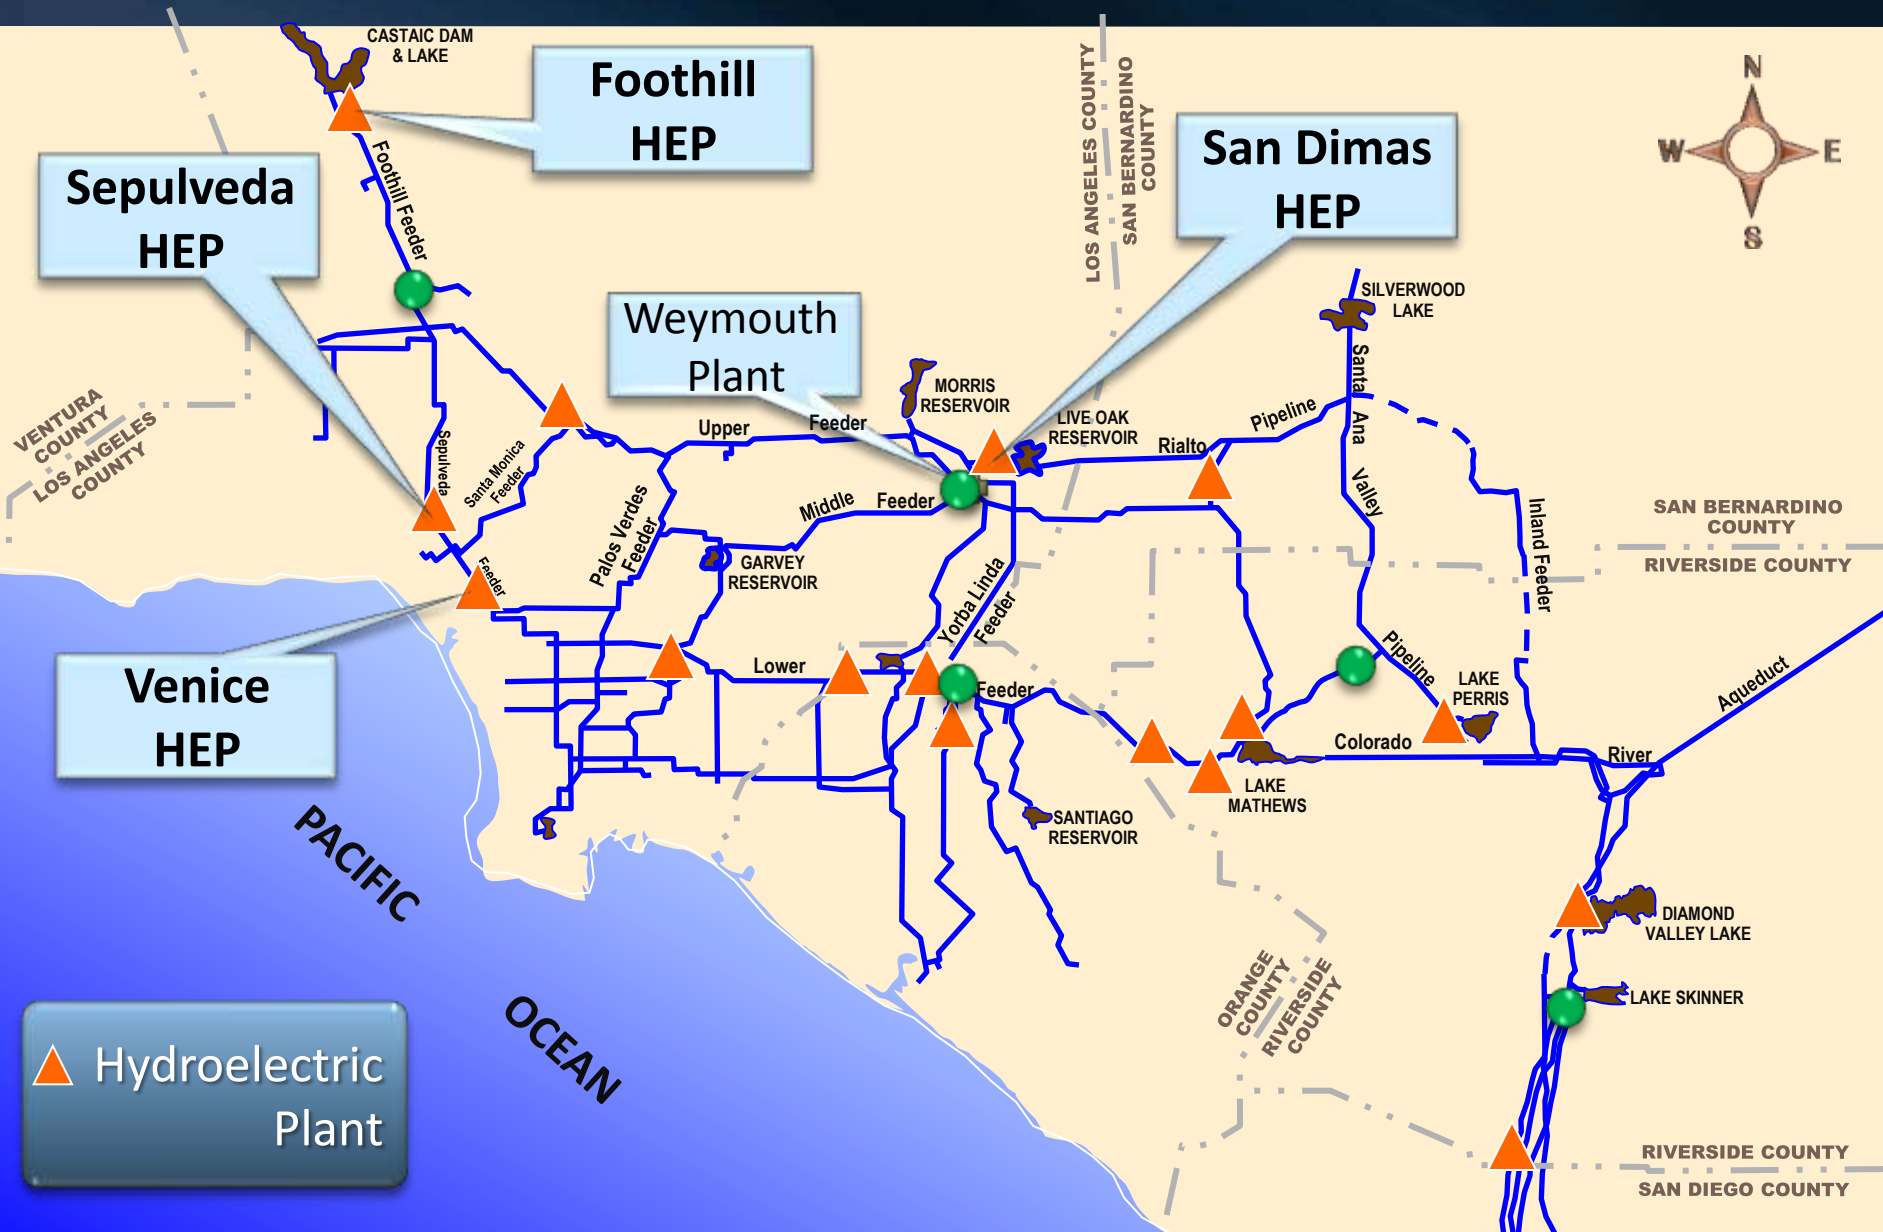 CASTAIC DAM
& LAKE
Foothill
HEP
San Dimas
HEP
Sepulveda
HEP
Weymouth
Plant
Venice
HEP
LOS ANGELES COUNTY
SAN BERNARDINO
COUNTY
N
W
E
S
Foothill Feeder
SILVERWOOD
LAKE
MORRIS
RESERVOIR
LIVE OAK
RESERVOIR
VENTURA
COUNTY
LOS ANGELES
COUNTY
Upper
Feeder
Rialto
Pipeline
Santa
Ana
Valley
Pipeline
Sepulveda
Feeder
Santa Monica
Feeder
Palos Verdes
Feeder
Middle
Feeder
GARVEY
RESERVOIR
Yorba Linda
Feeder
Inland Feeder
SAN BERNARDINO
COUNTY
RIVERSIDE COUNTY
Lower
Feeder
LAKE
PERRIS
Colorado
River
Aqueduct
LAKE
MATHEWS
SANTIAGO
RESERVOIR
DIAMOND
VALLEY LAKE
LAKE SKINNER
ORANGE
COUNTY
RIVERSIDE
COUNTY
PACIFIC
OCEAN
Hydroelectric
Plant
RIVERSIDE COUNTY
SAN DIEGO COUNTY